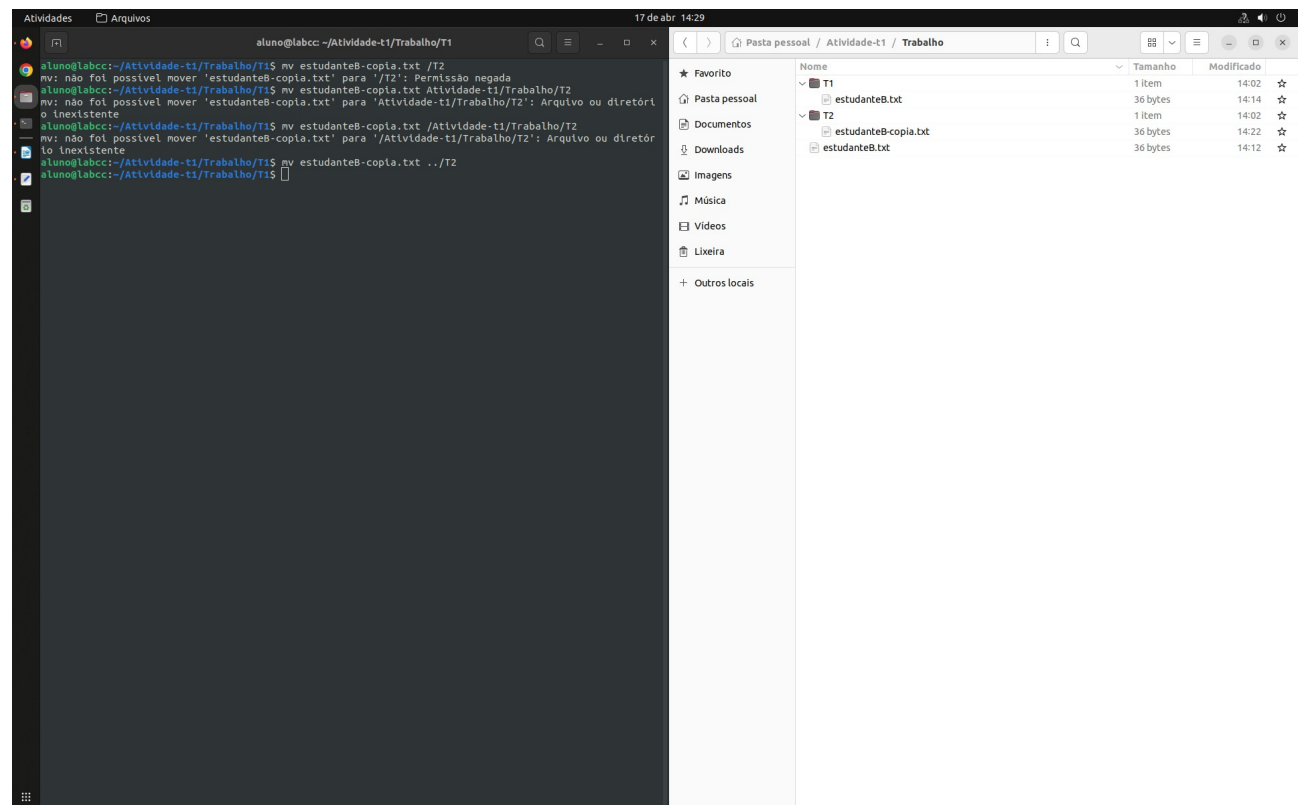 Atividades Arquivos 17 de abr 14:29
aluno@labcc: ~/Atividade-t1/Trabalho/T1
aluno@labcc:~/Atividade-t1/Trabalho/T1$ mv estudanteB-copia.txt /T2
mv: não foi possível mover 'estudanteB-copia.txt' para '/T2': Permissão negada
aluno@labcc:~/Atividade-t1/Trabalho/T1$ mv estudanteB-copia.txt Atividade-t1/Trabalho/T2
mv: não foi possível mover 'estudanteB-copia.txt' para 'Atividade-t1/Trabalho/T2': Arquivo ou diretóri
o inexistente
aluno@labcc:~/Atividade-t1/Trabalho/T1$ mv estudanteB-copia.txt /Atividade-t1/Trabalho/T2
mv: não foi possível mover 'estudanteB-copia.txt' para '/Atividade-t1/Trabalho/T2': Arquivo ou diretór
io inexistente
aluno@labcc:~/Atividade-t1/Trabalho/T1$ mv estudanteB-copia.txt ../T2
aluno@labcc:~/Atividade-t1/Trabalho/T1$
Pasta pessoal / Atividade-t1 / Trabalho
Favorito
Pasta pessoal
Documentos
Downloads
Imagens
Música
Vídeos
Lixeira
+ Outros locais
Nome Tamanho Modificado
T1 1 item 14:02
estudanteB.txt 36 bytes 14:14
T2 1 item 14:02
estudanteB-copia.txt 36 bytes 14:22
estudanteB.txt 36 bytes 14:12